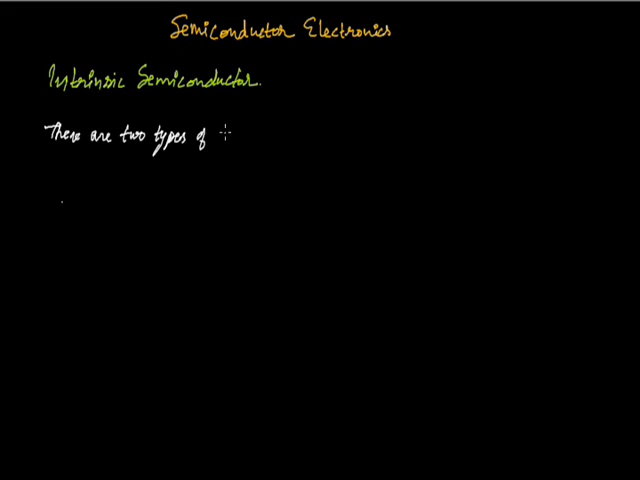 Semiconductor Electronics
Intrinsic Semiconductor.
There are two types of